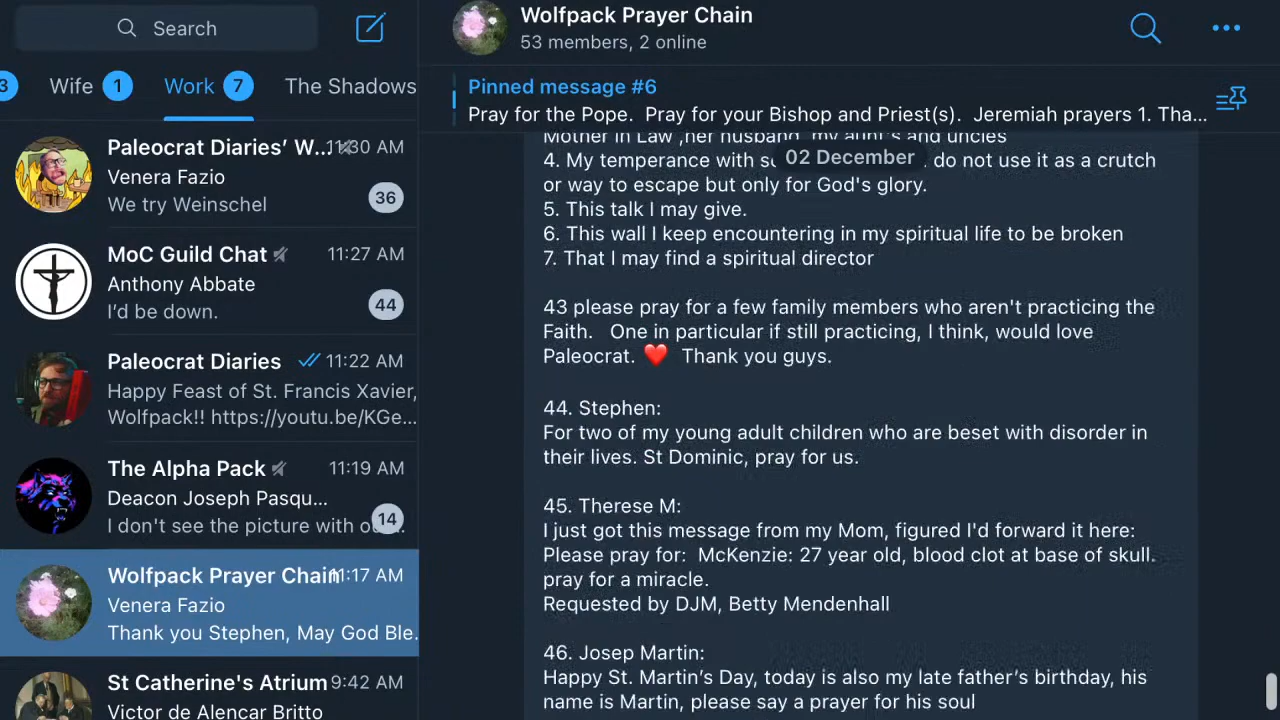 Search
3
Wife 1
Work 7
The Shadows
Paleocrat Diaries’ W... 11:30 AM
Venera Fazio
We try Weinschel
36
MoC Guild Chat 11:27 AM
Anthony Abbate
I’d be down.
44
Paleocrat Diaries 11:22 AM
Happy Feast of St. Francis Xavier,
Wolfpack!! https://youtu.be/KGe...
The Alpha Pack 11:19 AM
Deacon Joseph Pasqu...
I don't see the picture with
14
Wolfpack Prayer Chain 11:17 AM
Venera Fazio
Thank you Stephen, May God Ble.
St Catherine's Atrium 9:42 AM
Victor de Alencar Britto
Wolfpack Prayer Chain
53 members, 2 online
Pinned message #6
Pray for the Pope. Pray for your Bishop and Priest(s). Jeremiah prayers 1. Tha...
02 December
Mother in Law ,her husband, my aunt's and uncles
4. My temperance with do not use it as a crutch
or way to escape but only for God's glory.
5. This talk I may give.
6. This wall I keep encountering in my spiritual life to be broken
7. That I may find a spiritual director
43 please pray for a few family members who aren't practicing the
Faith. One in particular if still practicing, I think, would love
Paleocrat. ❤️ Thank you guys.
44. Stephen:
For two of my young adult children who are beset with disorder in
their lives. St Dominic, pray for us.
45. Therese M:
I just got this message from my Mom, figured I'd forward it here:
Please pray for: McKenzie: 27 year old, blood clot at base of skull.
pray for a miracle.
Requested by DJM, Betty Mendenhall
46. Josep Martin:
Happy St. Martin’s Day, today is also my late father’s birthday, his
name is Martin, please say a prayer for his soul